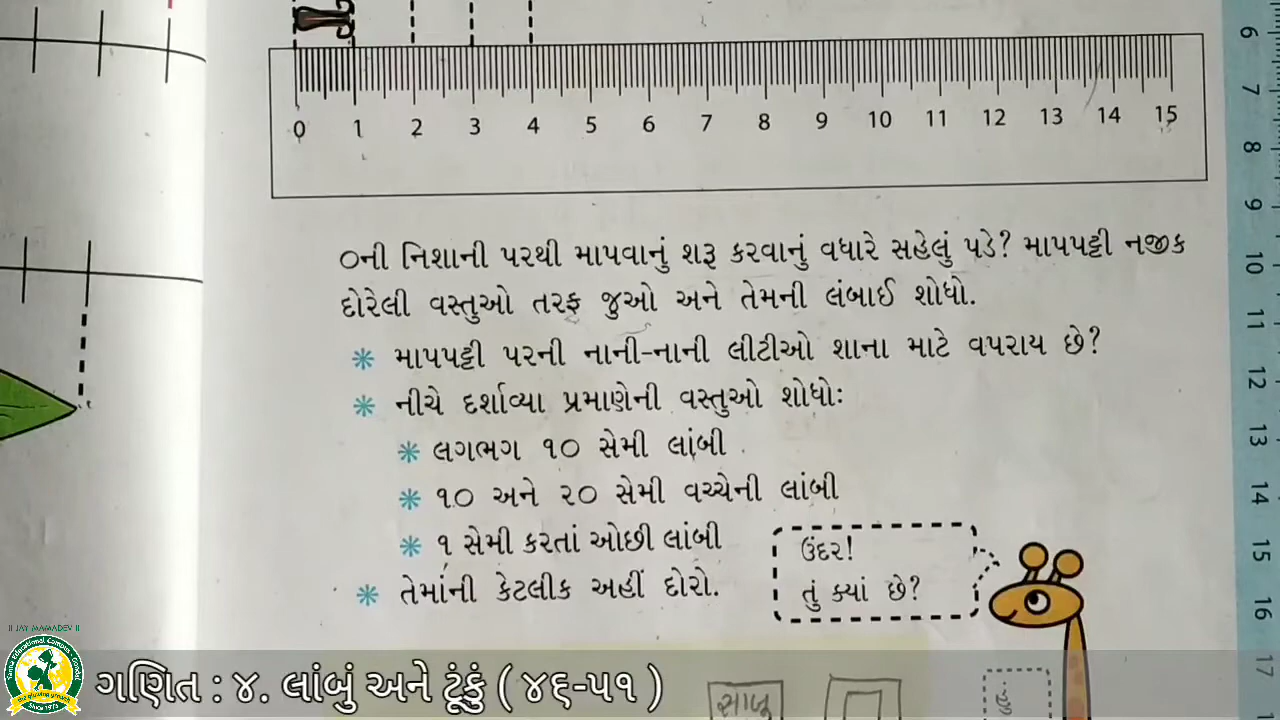 0 1 2 3 4 5 6 7 8 9 10 11 12 13 14 15
૦ની નિશાની પરથી માપવાનું શરૂ કરવાનું વધારે સહેલું પડે? માપપટ્ટી નજીક
દોરેલી વસ્તુઓ તરફ જુઓ અને તેમની લંબાઈ શોધો.
માપપટ્ટી પરની નાની-નાની લીટીઓ શાના માટે વપરાય છે?
નીચે દર્શાવ્યા પ્રમાણેની વસ્તુઓ શોધોઃ
લગભગ ૧૦ સેમી લાંબી
૧૦ અને ૨૦ સેમી વચ્ચેની લાંબી
૧ સેમી કરતાં ઓછી લાંબી
તેમાંની કેટલીક અહીં દોરો.
ઉંદર!
તું ક્યાં છે?
6
7
8
9
10
11
12
13
14
15
16
17
સાબુ
|| JAY MAMADEV ||
ગણિત : ૪. લાંબું અને ટૂંકું ( ૪૬-૫૧ )